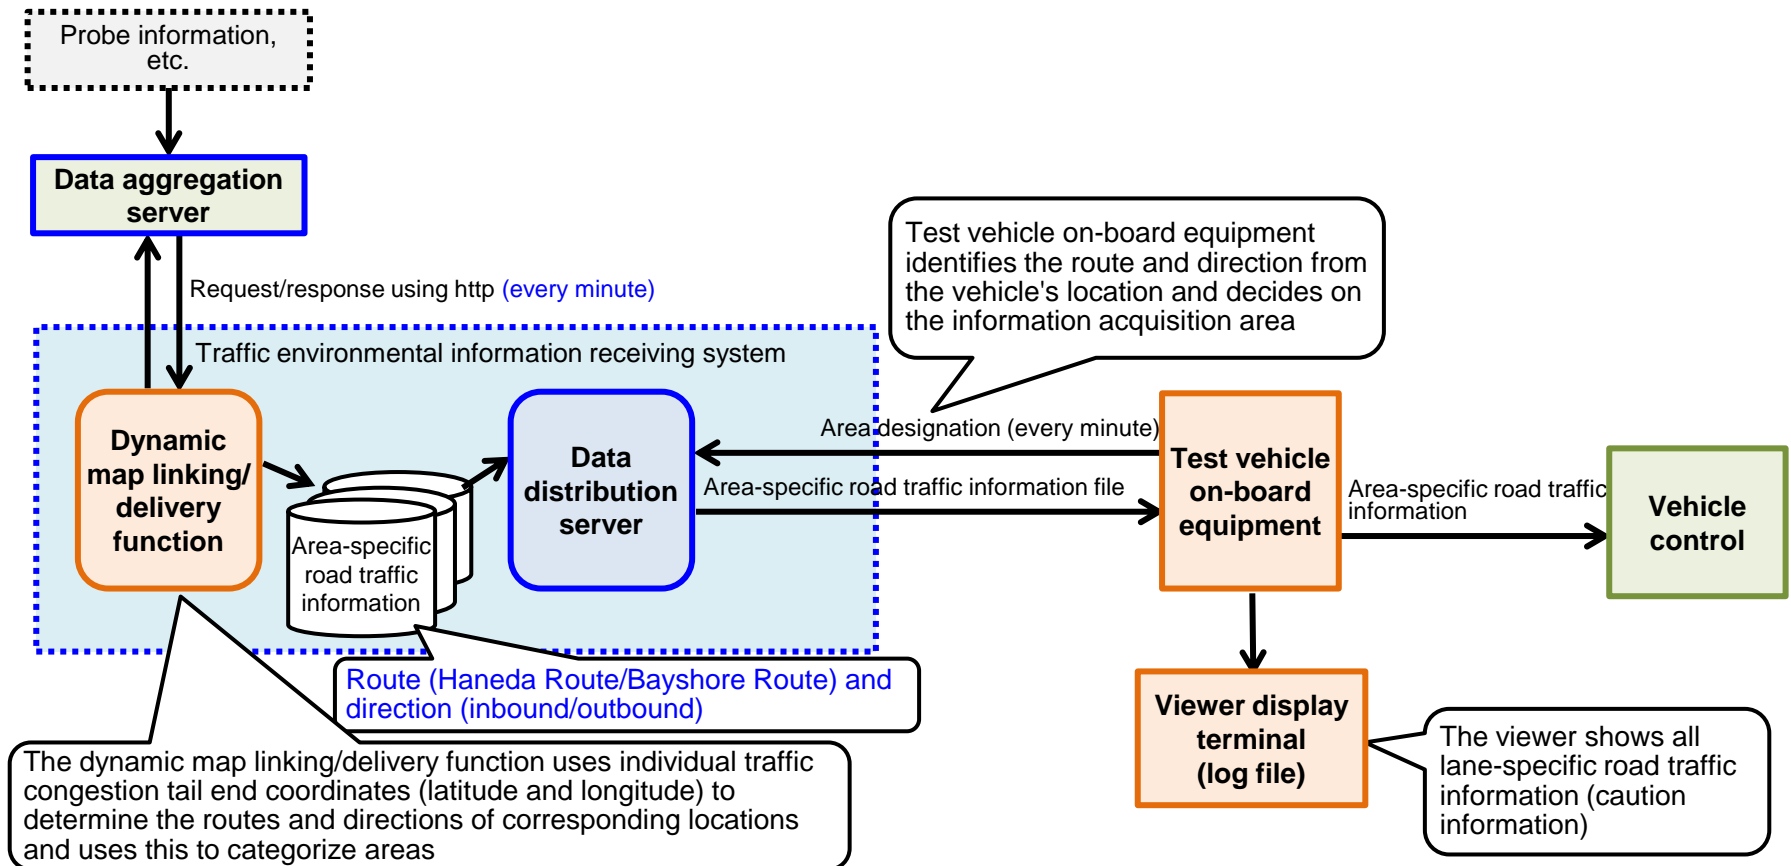 Probe information,
etc.
Data aggregation
server
Request/response using http (every minute)
Test vehicle on-board equipment
identifies the route and direction from
the vehicle's location and decides on
the information acquisition area
Traffic environmental information receiving system
Dynamic
map linking/
delivery
function
Area-specific
road traffic
information
Data
distribution
server
Area designation (every minute)
Area-specific road traffic information file
Test vehicle
on-board
equipment
Area-specific road traffic
information
Vehicle
control
Route (Haneda Route/Bayshore Route) and
direction (inbound/outbound)
Viewer display
terminal
(log file)
The viewer shows all
lane-specific road traffic
information (caution
information)
The dynamic map linking/delivery function uses individual traffic
congestion tail end coordinates (latitude and longitude) to
determine the routes and directions of corresponding locations
and uses this to categorize areas